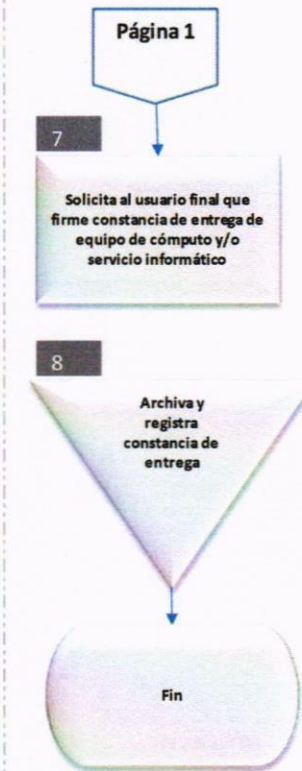 Página 1
7
Solicita al usuario final que
firme constancia de entrega de
equipo de cómputo y/o
servicio informático
8
Archiva y
registra
constancia de
entrega
Fin